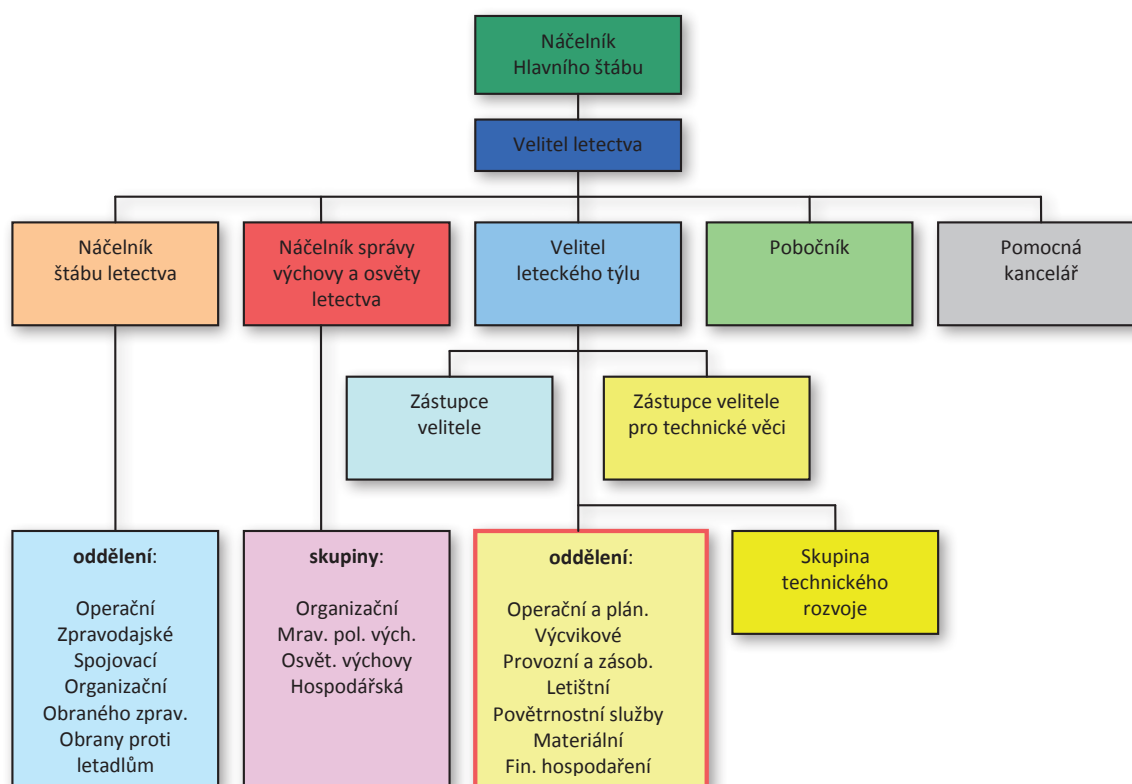 Náčelník
Hlavního štábu
Velitel letectva
Náčelník
štábu letectva
Náčelník správy
výchovy a osvěty
letectva
Velitel
leteckého týlu
Pobočník
Pomocná
kancelář
Zástupce
velitele
Zástupce velitele
pro technické věci
oddělení:
Operační
Zpravodajské
Spojovací
Organizační
Obraného zprav.
Obrany proti
letadlům
skupiny:
Organizační
Mrav. pol. vých.
Osvět. výchovy
Hospodářská
oddělení:
Operační a plán.
Výcvikové
Provozní a zásob.
Letištní
Povětrnostní služby
Materiální
Fin. hospodaření
Skupina
technického
rozvoje